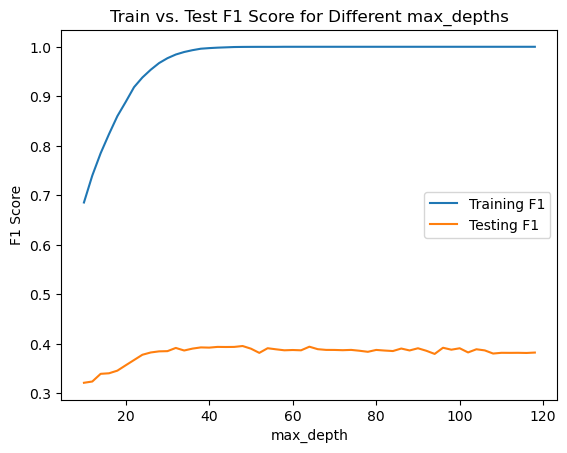 Train vs. Test F1 Score for Different max_depths
F1 Score
1.0
0.9
0.8
0.7
0.6
0.5
0.4
0.3
Training F1
Testing F1
20
40
60
80
100
120
max_depth